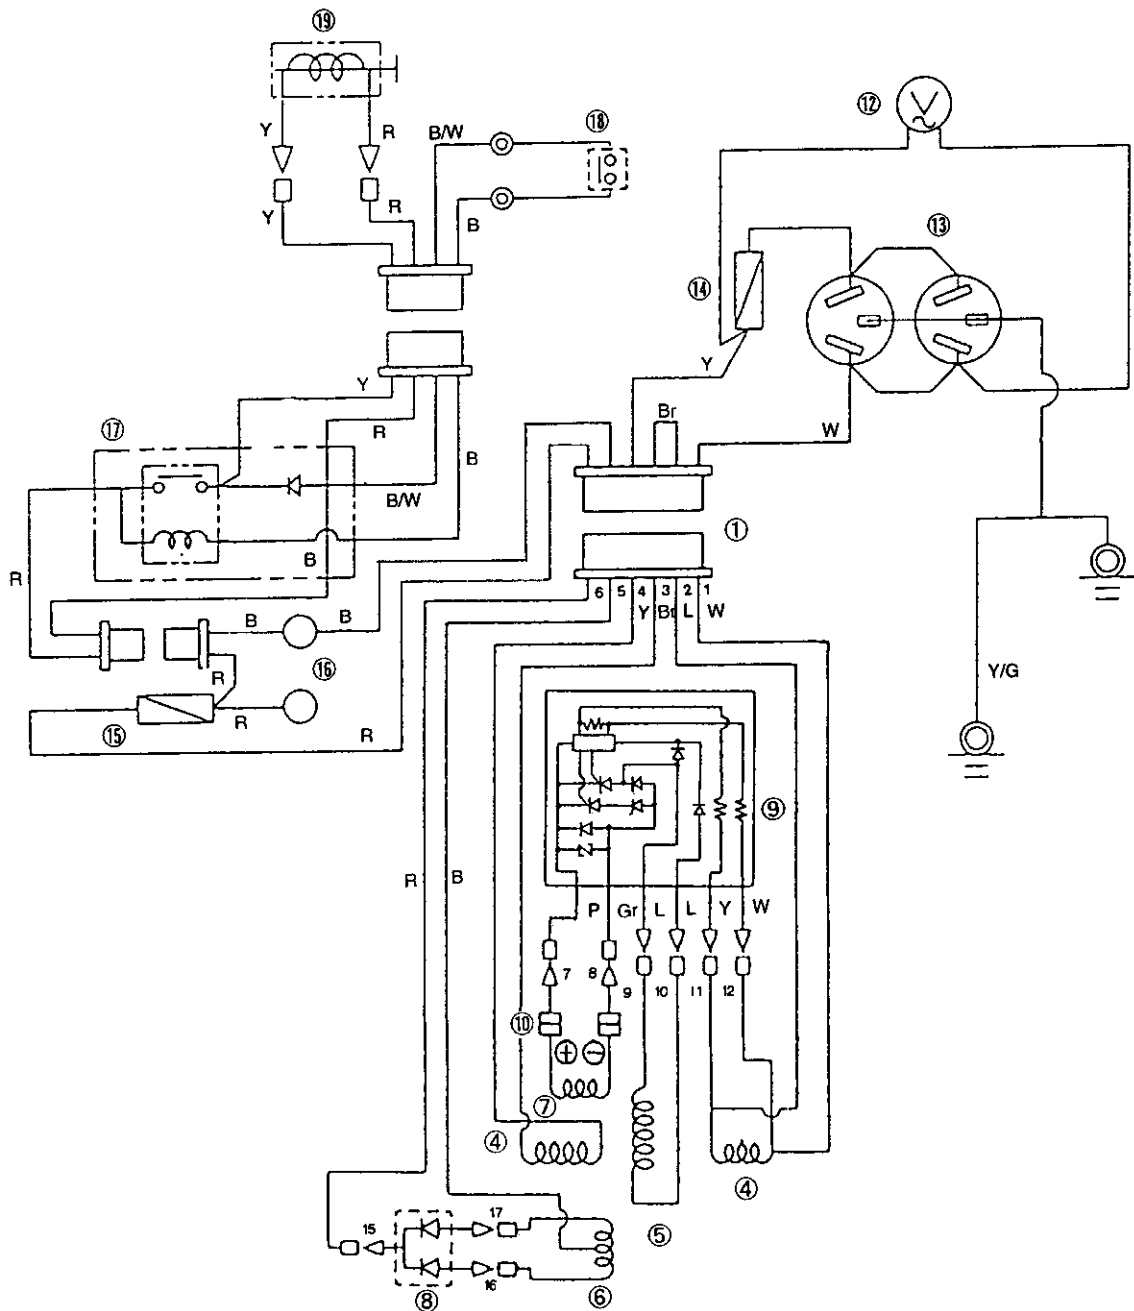 ⑲
⑱
⑫
Y
R
B/W
Y
R
B
⑬
⑭
Y
Y
R
Br
W
⑰
B
B/W
①
B
R
6 5 4 3 2 1
Y Br L W
B
B
R
⑯
R
⑮
R
Y/G
⑨
R
B
P Gr L L Y W
7
8
9
10
11
12
⑩
+
−
⑦
④
④
⑤
15
17
16
⑧
⑥